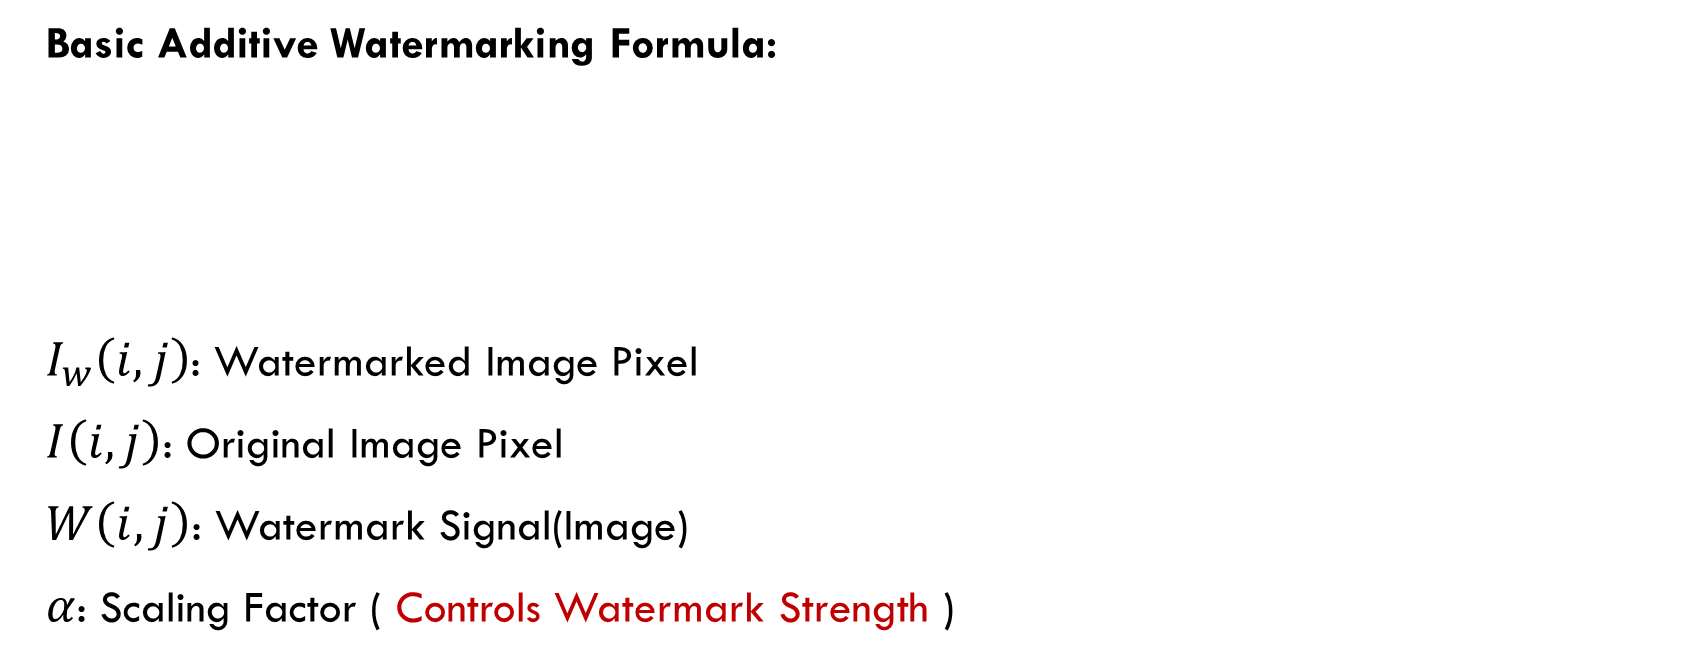 Basic Additive Watermarking Formula:
I_w(i,j): Watermarked Image Pixel
I(i,j): Original Image Pixel
W(i,j): Watermark Signal(Image)
α: Scaling Factor ( Controls Watermark Strength )